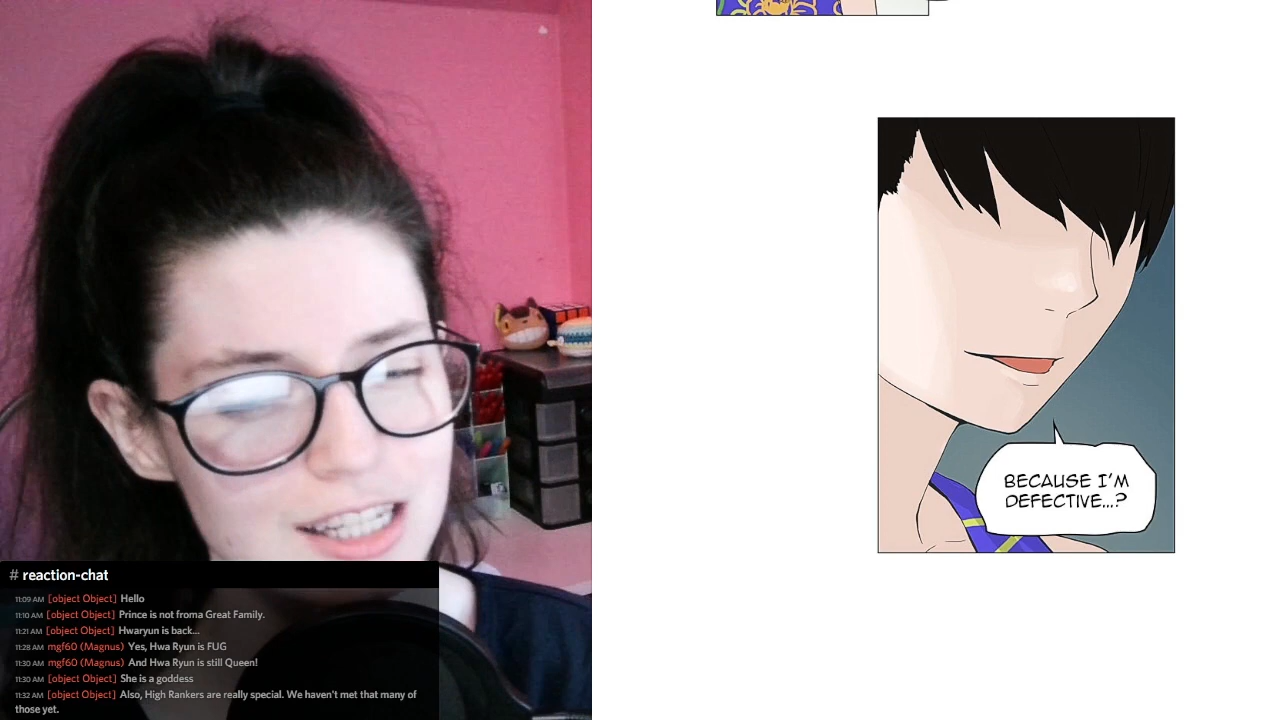 # reaction-chat
11:09 AM [object Object] Hello
11:10 AM [object Object] Prince is not froma Great Family.
11:21 AM [object Object] Hwaryun is back...
11:28 AM mgf60 (Magnus) Yes, Hwa Ryun is FUG
11:30 AM mgf60 (Magnus) And Hwa Ryun is still Queen!
11:30 AM [object Object] She is a goddess
11:32 AM [object Object] Also, High Rankers are really special. We haven't met that many of
those yet.
BECAUSE I'M
DEFECTIVE...?